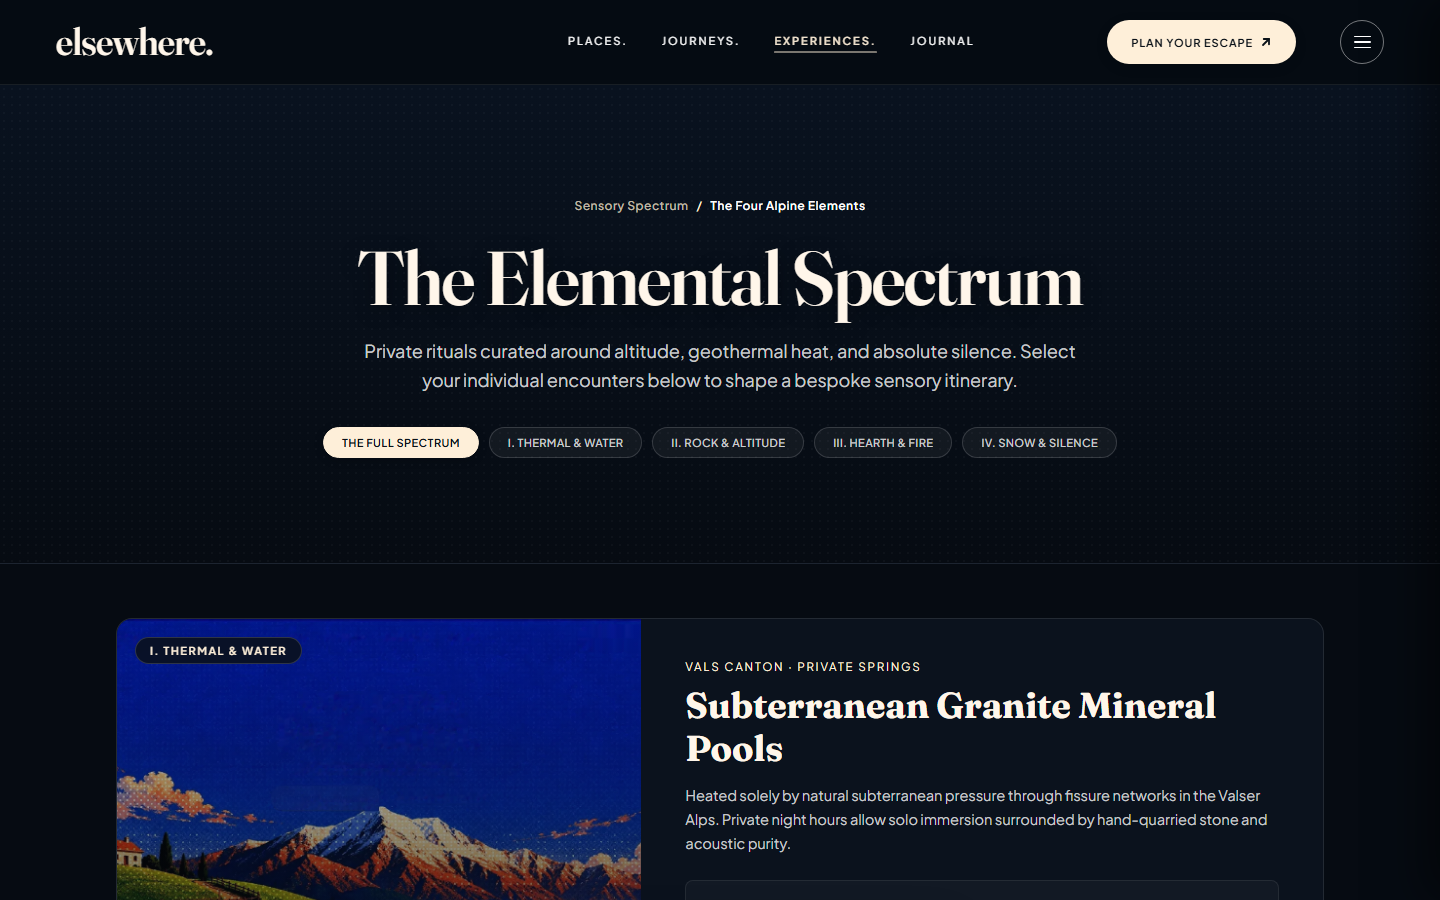 elsewhere.
PLACES.
JOURNEYS.
EXPERIENCES.
JOURNAL
PLAN YOUR ESCAPE
Sensory Spectrum / The Four Alpine Elements
The Elemental Spectrum
Private rituals curated around altitude, geothermal heat, and absolute silence. Select
your individual encounters below to shape a bespoke sensory itinerary.
THE FULL SPECTRUM
I. THERMAL & WATER
II. ROCK & ALTITUDE
III. HEARTH & FIRE
IV. SNOW & SILENCE
I. THERMAL & WATER
VALS CANTON · PRIVATE SPRINGS
Subterranean Granite Mineral
Pools
Heated solely by natural subterranean pressure through fissure networks in the Valser
Alps. Private night hours allow solo immersion surrounded by hand-quarried stone and
acoustic purity.